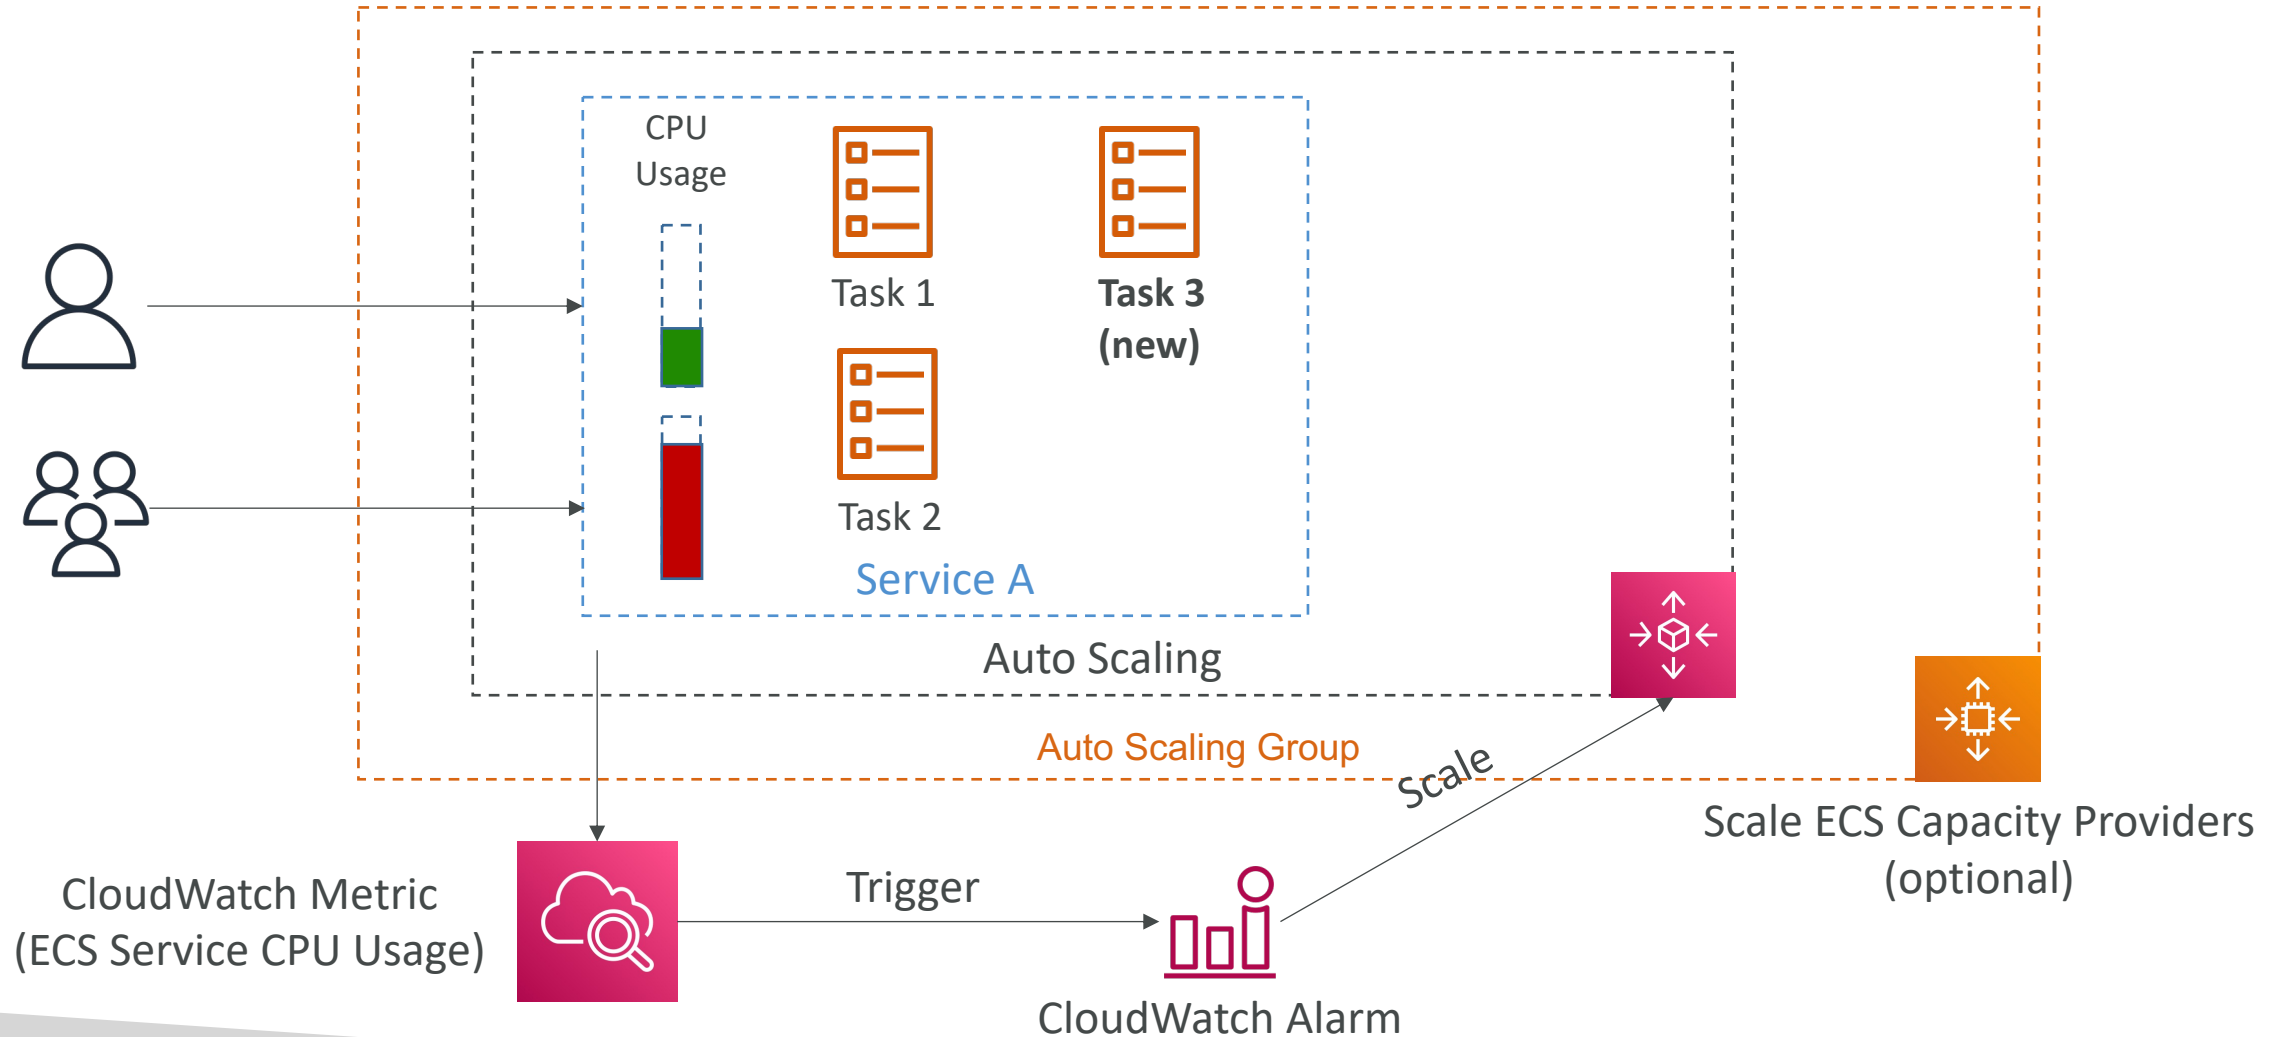 CPU
Usage
Task 1
Task 3
(new)
Task 2
Service A
Auto Scaling
Auto Scaling Group
Scale
Scale ECS Capacity Providers
(optional)
CloudWatch Metric
(ECS Service CPU Usage)
Trigger
CloudWatch Alarm